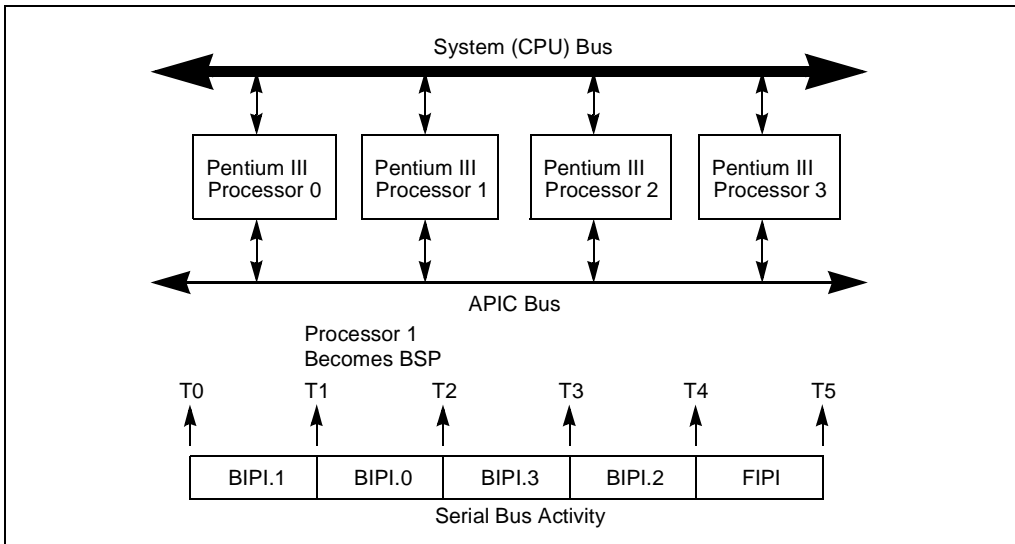 System (CPU) Bus
Pentium III
Processor 0
Pentium III
Processor 1
Pentium III
Processor 2
Pentium III
Processor 3
APIC Bus
Processor 1
Becomes BSP
T0 T1 T2 T3 T4 T5
BIPI.1 BIPI.0 BIPI.3 BIPI.2 FIPI
Serial Bus Activity